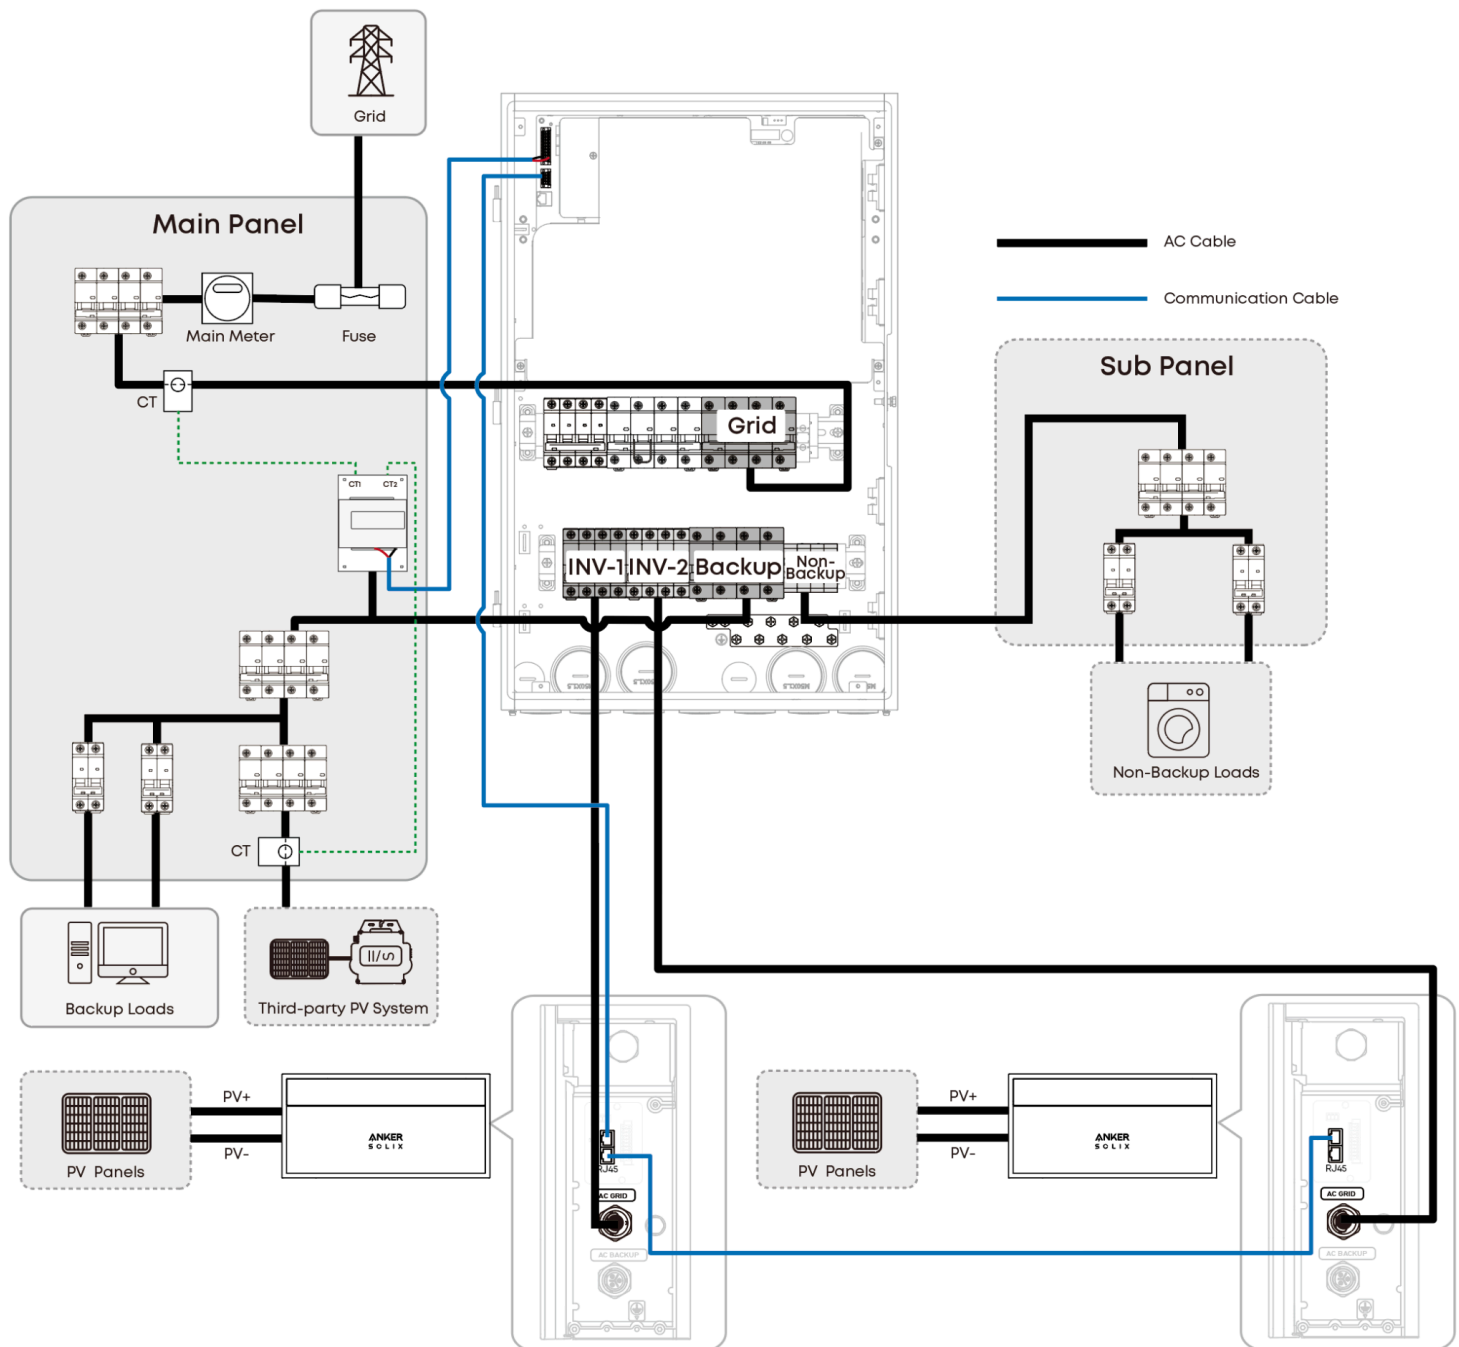 Grid
Main Panel
Main Meter
Fuse
CT
CT1
CT2
AC Cable
Communication Cable
Sub Panel
Grid
INV-1
INV-2
Backup
Non-
Backup
Non-Backup Loads
CT
Backup Loads
Third-party PV System
PV Panels
PV+
PV-
ANKER
SOLIX
RJ45
AC GRID
AC BACKUP
PV Panels
PV+
PV-
ANKER
SOLIX
RJ45
AC GRID
AC BACKUP